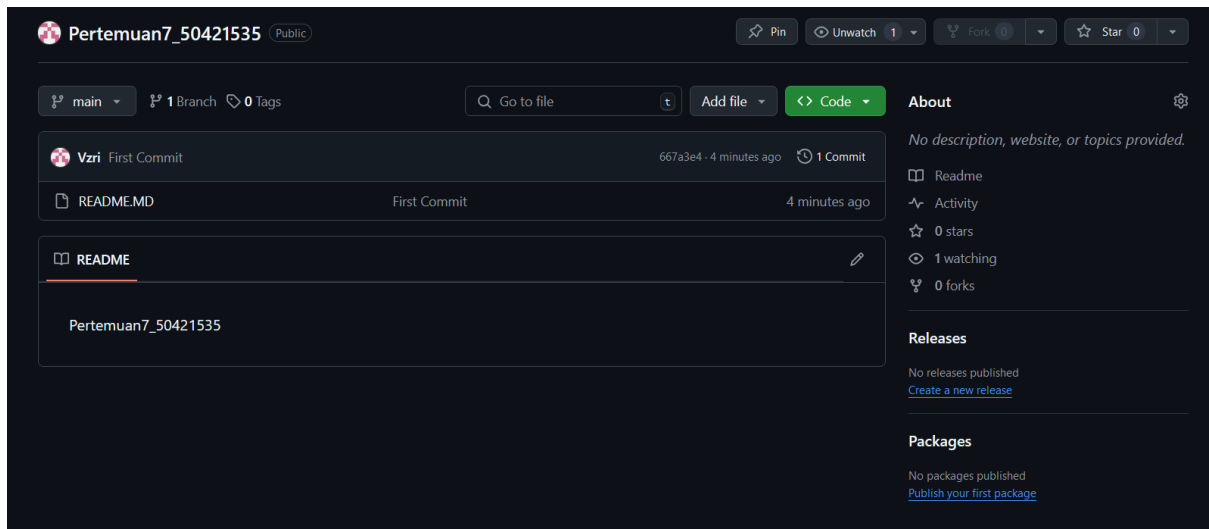 Pertemuan7_50421535 Public
Pin
Unwatch 1
Fork 0
Star 0
main
1 Branch
0 Tags
Go to file t
Add file
<> Code
Vzri First Commit
667a3e4 · 4 minutes ago
1 Commit
README.MD First Commit 4 minutes ago
README
Pertemuan7_50421535
About
No description, website, or topics provided.
Readme
Activity
0 stars
1 watching
0 forks
Releases
No releases published
Create a new release
Packages
No packages published
Publish your first package